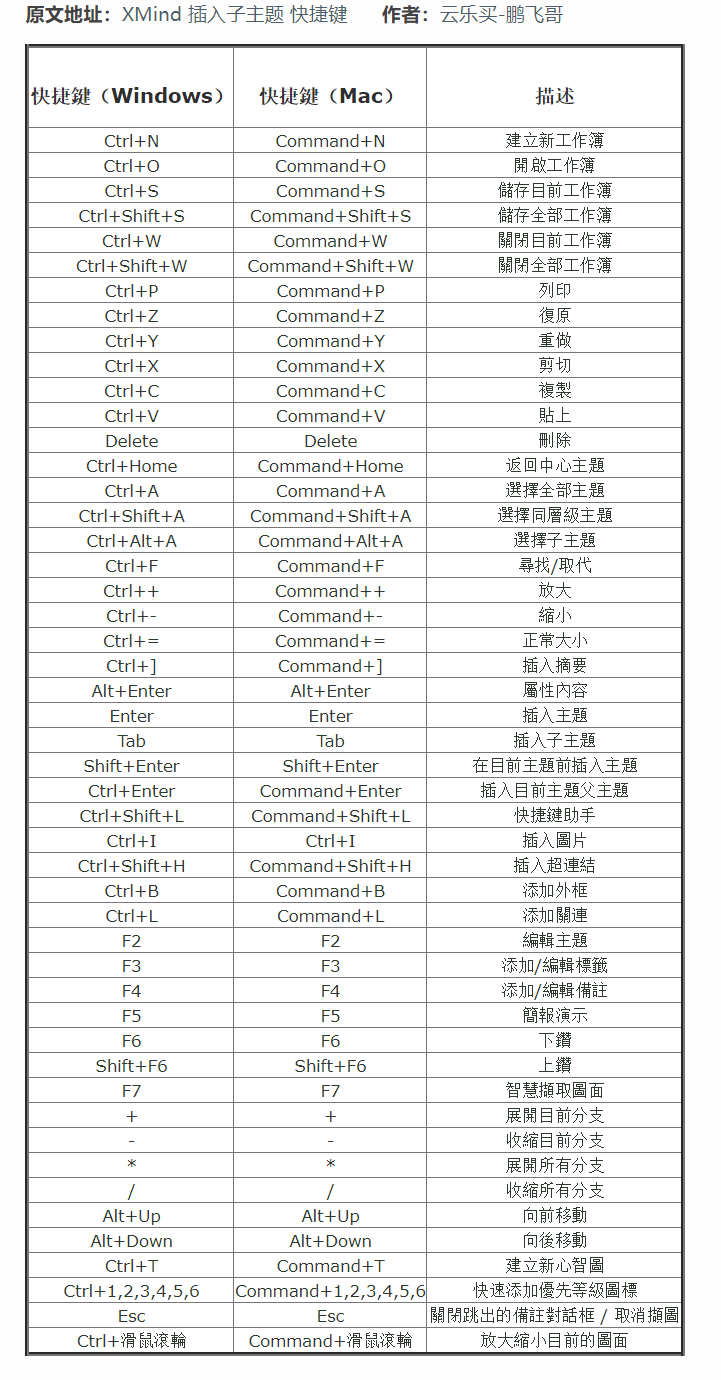 原文地址：XMind 插入子主题 快捷键 作者：云乐买-鹏飞哥
快捷鍵（Windows） 快捷鍵（Mac） 描述
Ctrl+N Command+N 建立新工作簿
Ctrl+O Command+O 開啟工作簿
Ctrl+S Command+S 儲存目前工作簿
Ctrl+Shift+S Command+Shift+S 儲存全部工作簿
Ctrl+W Command+W 關閉目前工作簿
Ctrl+Shift+W Command+Shift+W 關閉全部工作簿
Ctrl+P Command+P 列印
Ctrl+Z Command+Z 復原
Ctrl+Y Command+Y 重做
Ctrl+X Command+X 剪切
Ctrl+C Command+C 複製
Ctrl+V Command+V 貼上
Delete Delete 刪除
Ctrl+Home Command+Home 返回中心主題
Ctrl+A Command+A 選擇全部主題
Ctrl+Shift+A Command+Shift+A 選擇同層級主題
Ctrl+Alt+A Command+Alt+A 選擇子主題
Ctrl+F Command+F 尋找/取代
Ctrl++ Command++ 放大
Ctrl+- Command+- 縮小
Ctrl+= Command+= 正常大小
Ctrl+] Command+] 插入摘要
Alt+Enter Alt+Enter 屬性內容
Enter Enter 插入主題
Tab Tab 插入子主題
Shift+Enter Shift+Enter 在目前主題前插入主題
Ctrl+Enter Command+Enter 插入目前主題父主題
Ctrl+Shift+L Command+Shift+L 快捷鍵助手
Ctrl+I Ctrl+I 插入圖片
Ctrl+Shift+H Command+Shift+H 插入超連結
Ctrl+B Command+B 添加外框
Ctrl+L Command+L 添加關連
F2 F2 編輯主題
F3 F3 添加/編輯標籤
F4 F4 添加/編輯備註
F5 F5 簡報演示
F6 F6 下鑽
Shift+F6 Shift+F6 上鑽
F7 F7 智慧擷取圖面
+ + 展開目前分支
- - 收縮目前分支
* * 展開所有分支
/ / 收縮所有分支
Alt+Up Alt+Up 向前移動
Alt+Down Alt+Down 向後移動
Ctrl+T Command+T 建立新心智圖
Ctrl+1,2,3,4,5,6 Command+1,2,3,4,5,6 快速添加優先等級圖標
Esc Esc 關閉跳出的備註對話框 / 取消擷圖
Ctrl+滑鼠滾輪 Command+滑鼠滾輪 放大縮小目前的圖面